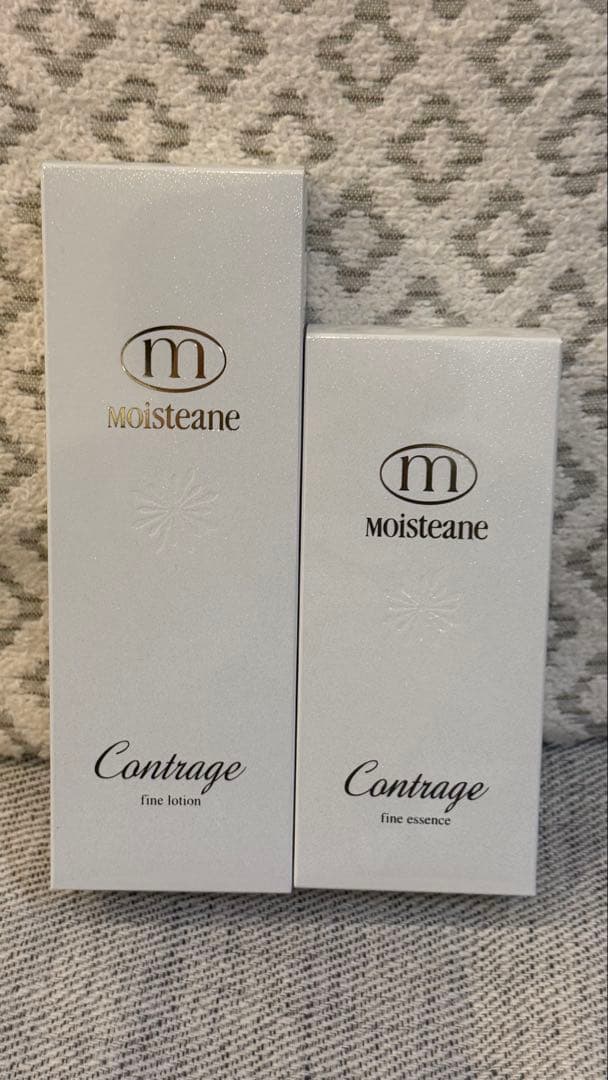 m
Moisteane
Contrage
fine lotion
m
Moisteane
Contrage
fine essence